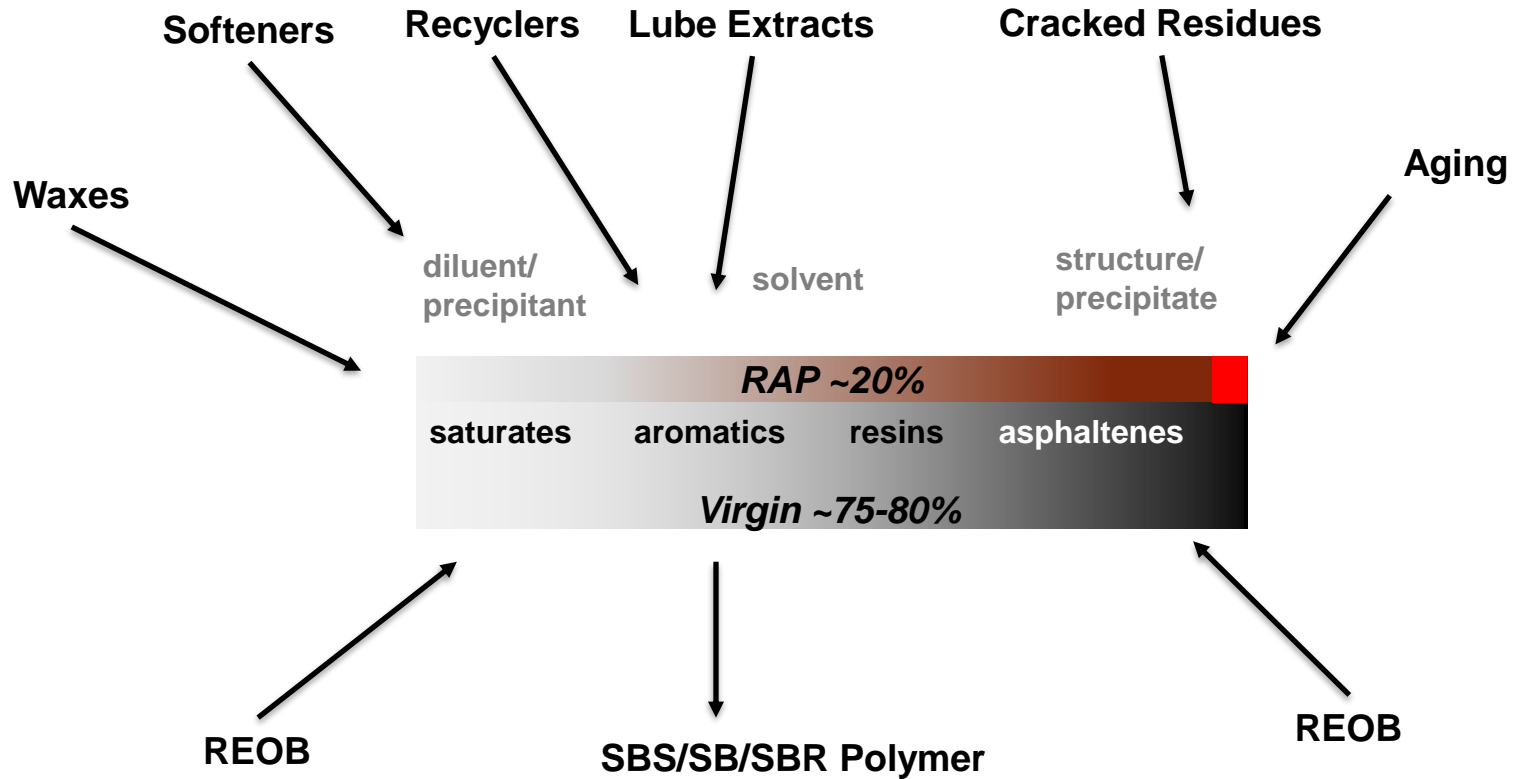 Softeners
Recyclers
Lube Extracts
Cracked Residues
Waxes
Aging
diluent/
precipitant
solvent
structure/
precipitate
RAP ~20%
saturates
aromatics
resins
asphaltenes
Virgin ~75-80%
REOB
SBS/SB/SBR Polymer
REOB